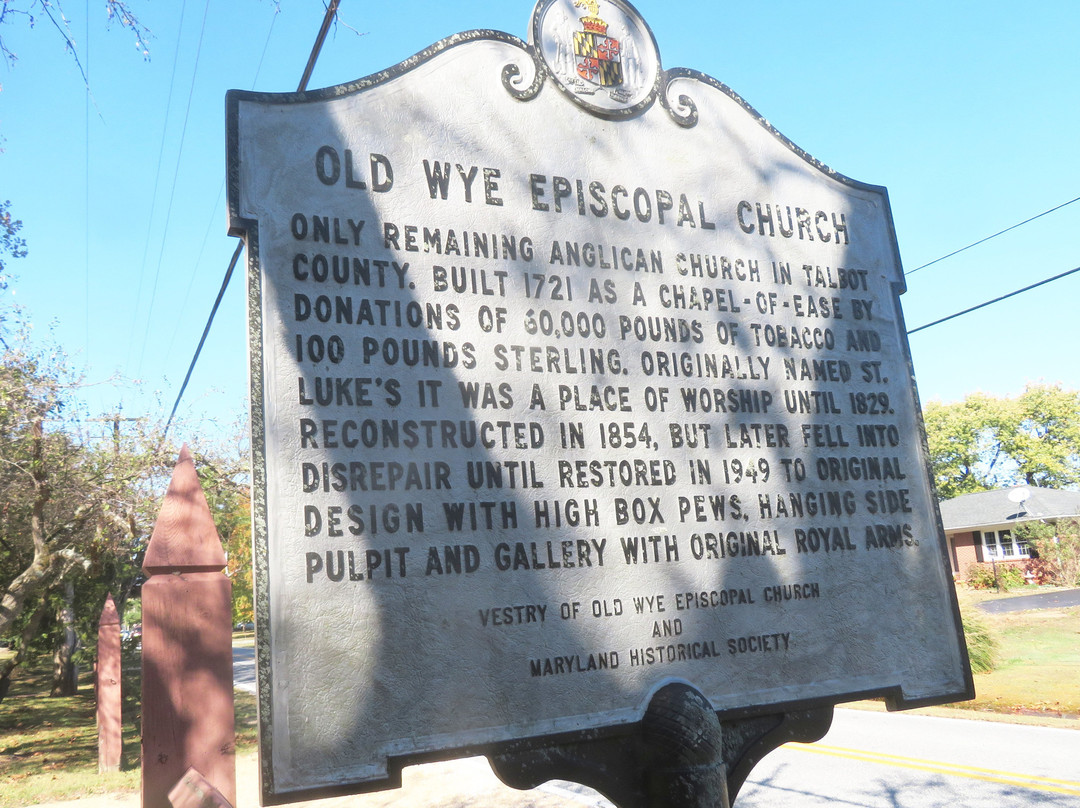 OLD WYE EPISCOPAL CHURCH
ONLY REMAINING ANGLICAN CHURCH IN TALBOT
COUNTY. BUILT 1721 AS A CHAPEL-OF-EASE BY
DONATIONS OF 60,000 POUNDS OF TOBACCO AND
100 POUNDS STERLING. ORIGINALLY NAMED ST.
LUKE'S IT WAS A PLACE OF WORSHIP UNTIL 1829.
RECONSTRUCTED IN 1854, BUT LATER FELL INTO
DISREPAIR UNTIL RESTORED IN 1949 TO ORIGINAL
DESIGN WITH HIGH BOX PEWS, HANGING SIDE
PULPIT AND GALLERY WITH ORIGINAL ROYAL ARMS.
VESTRY OF OLD WYE EPISCOPAL CHURCH
AND
MARYLAND HISTORICAL SOCIETY